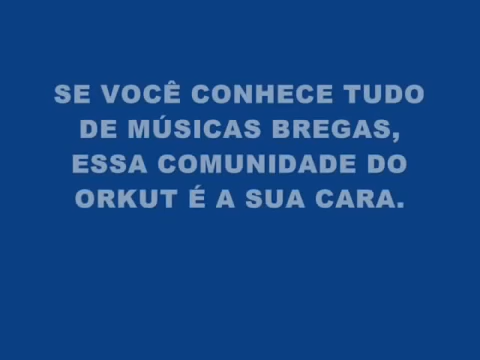 SE VOCÊ CONHECE TUDO
DE MÚSICAS BREGAS,
ESSA COMUNIDADE DO
ORKUT É A SUA CARA.